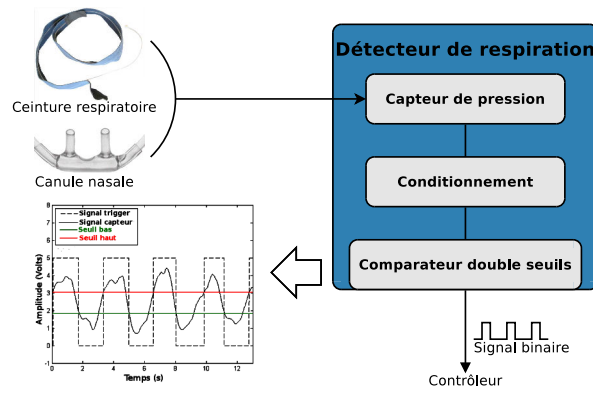 Ceinture respiratoire
Canule nasale
Détecteur de respiration
Capteur de pression
Conditionnement
Comparateur double seuils
Signal binaire
Contrôleur
Signal trigger
Signal capteur
Seuil bas
Seuil haut
Amplitude (Volts)
8
7
6
5
4
3
2
1
0
-1
0
2
4
6
8
10
12
Temps (s)